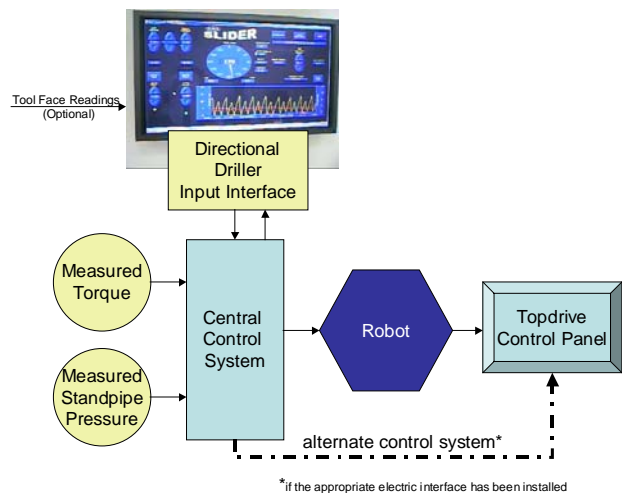 SLIDER
Tool Face Readings
(Optional)
Directional
Driller
Input Interface
Measured
Torque
Central
Control
System
Robot
Topdrive
Control Panel
Measured
Standpipe
Pressure
alternate control system*
*if the appropriate electric interface has been installed